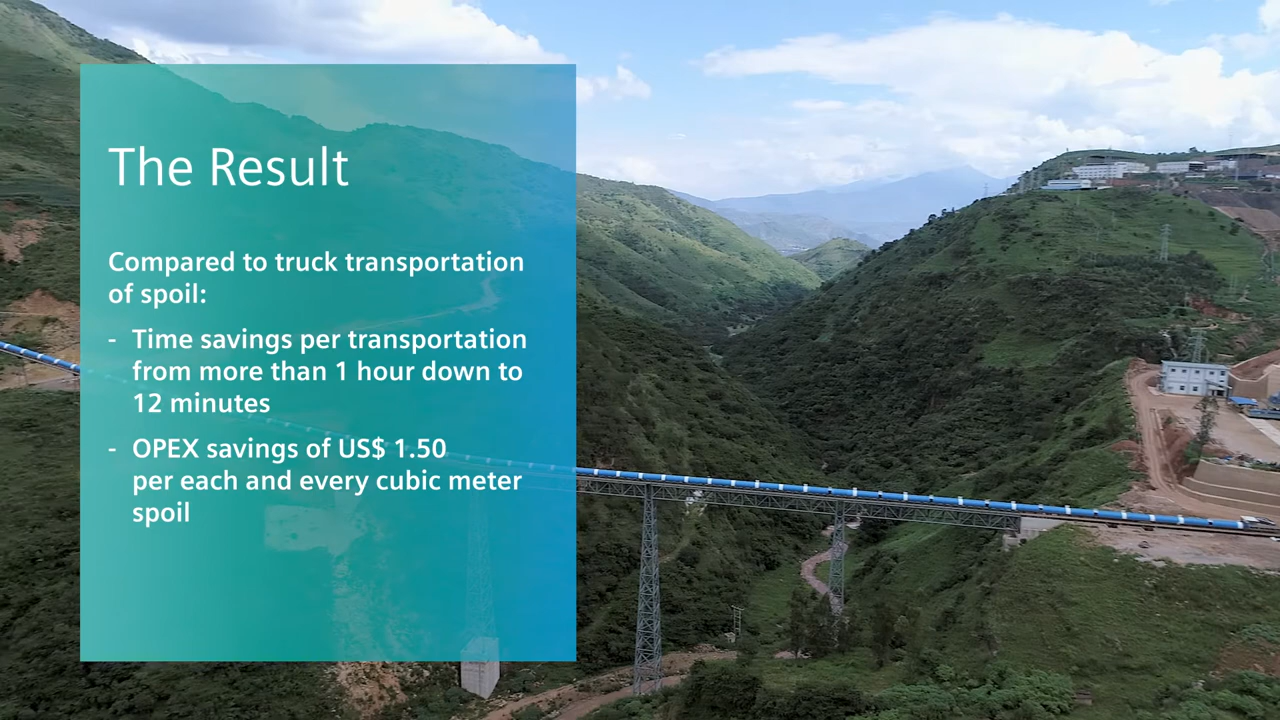 The Result
Compared to truck transportation
of spoil:
- Time savings per transportation
from more than 1 hour down to
12 minutes
- OPEX savings of US$ 1.50
per each and every cubic meter
spoil